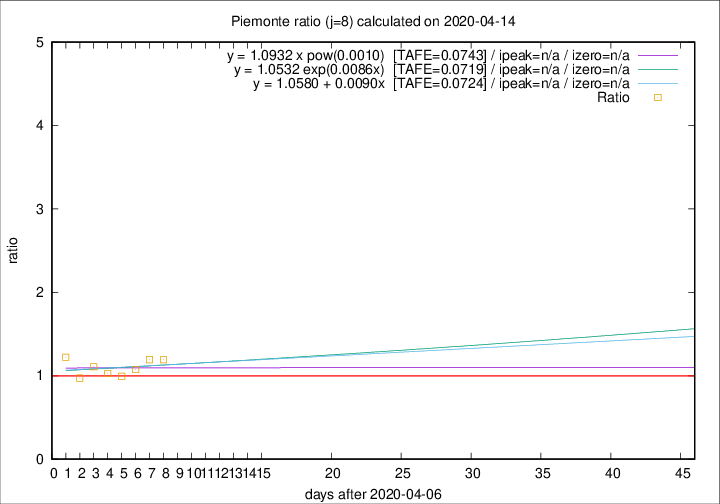 Piemonte ratio (j=8) calculated on 2020-04-14
y = 1.0932 x pow(0.0010) [TAFE=0.0743] / ipeak=n/a / izero=n/a
y = 1.0532 exp(0.0086x) [TAFE=0.0719] / ipeak=n/a / izero=n/a
y = 1.0580 + 0.0090x [TAFE=0.0724] / ipeak=n/a / izero=n/a
Ratio
5
4
3
2
1
0
ratio
0 1 2 3 4 5 6 7 8 9 10 11 12 13 14 15 20 25 30 35 40 45
days after 2020-04-06